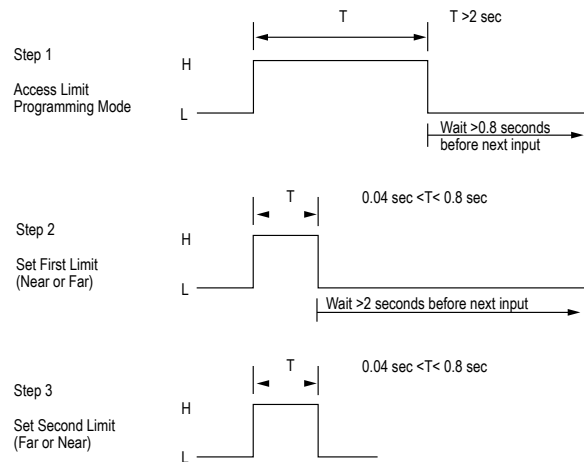 T
T >2 sec
Step 1
H
Access Limit
Programming Mode
L
Wait >0.8 seconds
before next input
T
0.04 sec <T< 0.8 sec
Step 2
H
Set First Limit
(Near or Far)
L
Wait >2 seconds before next input
T
0.04 sec <T< 0.8 sec
Step 3
H
Set Second Limit
(Far or Near)
L